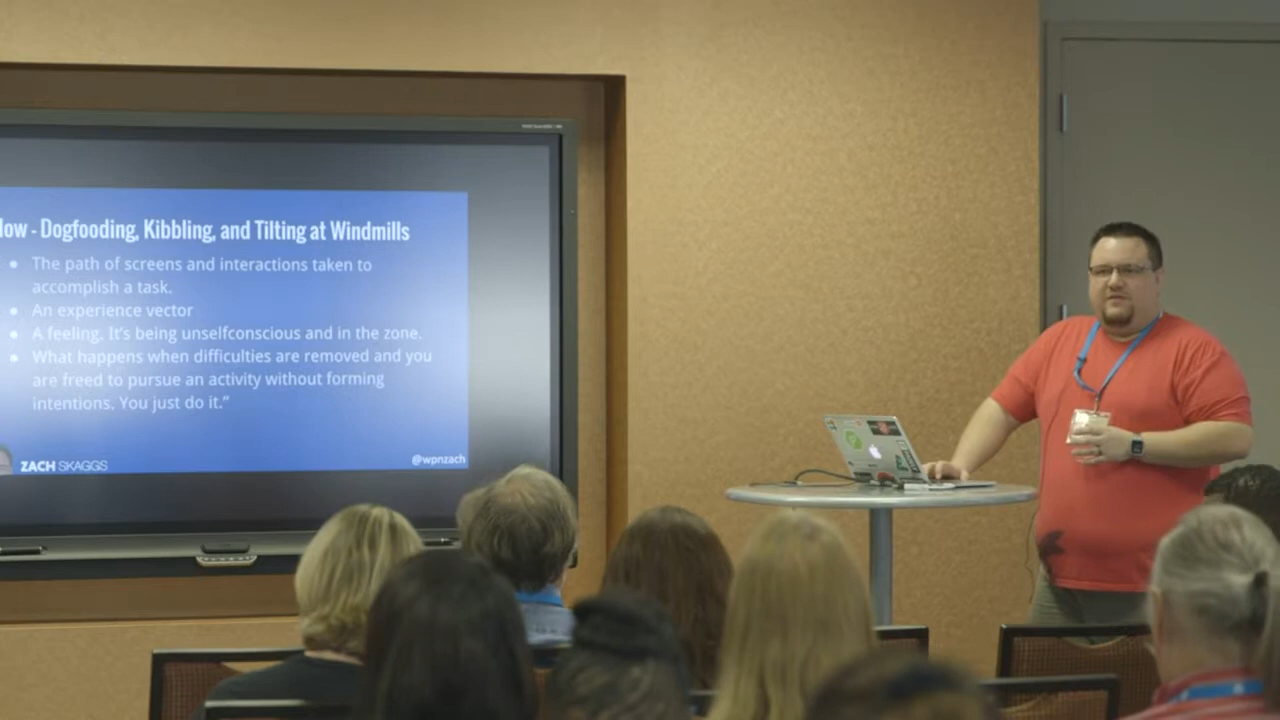 low - Dogfooding, Kibbling, and Tilting at Windmills
The path of screens and interactions taken to
accomplish a task.
An experience vector
A feeling. It's being unselfconscious and in the zone.
What happens when difficulties are removed and you
are freed to pursue an activity without forming
intentions. You just do it.”
ZACH SKAGGS
@wpnzach